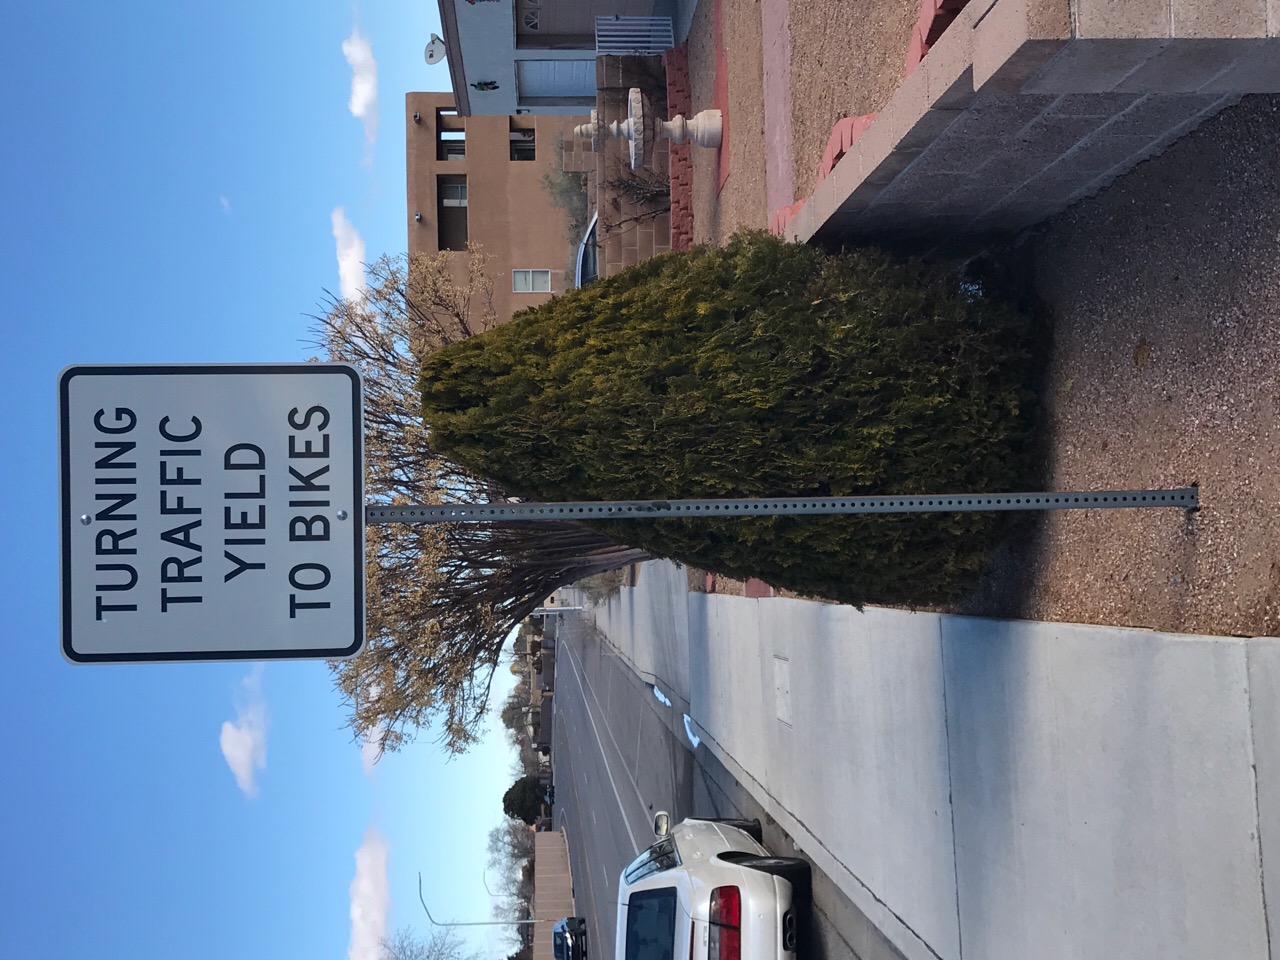 TURNING
TRAFFIC
YIELD
TO BIKES